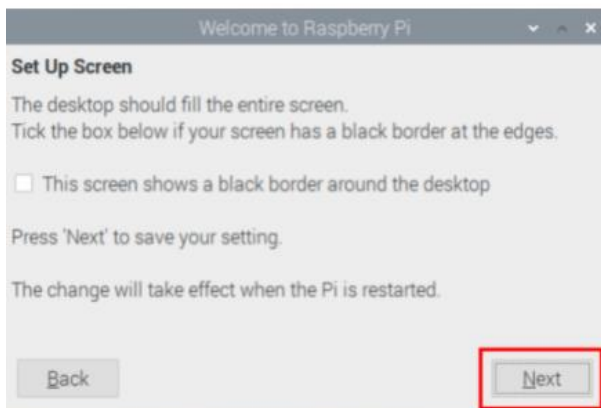 Welcome to Raspberry Pi
Set Up Screen
The desktop should fill the entire screen.
Tick the box below if your screen has a black border at the edges.
This screen shows a black border around the desktop
Press 'Next' to save your setting.
The change will take effect when the Pi is restarted.
Back
Next